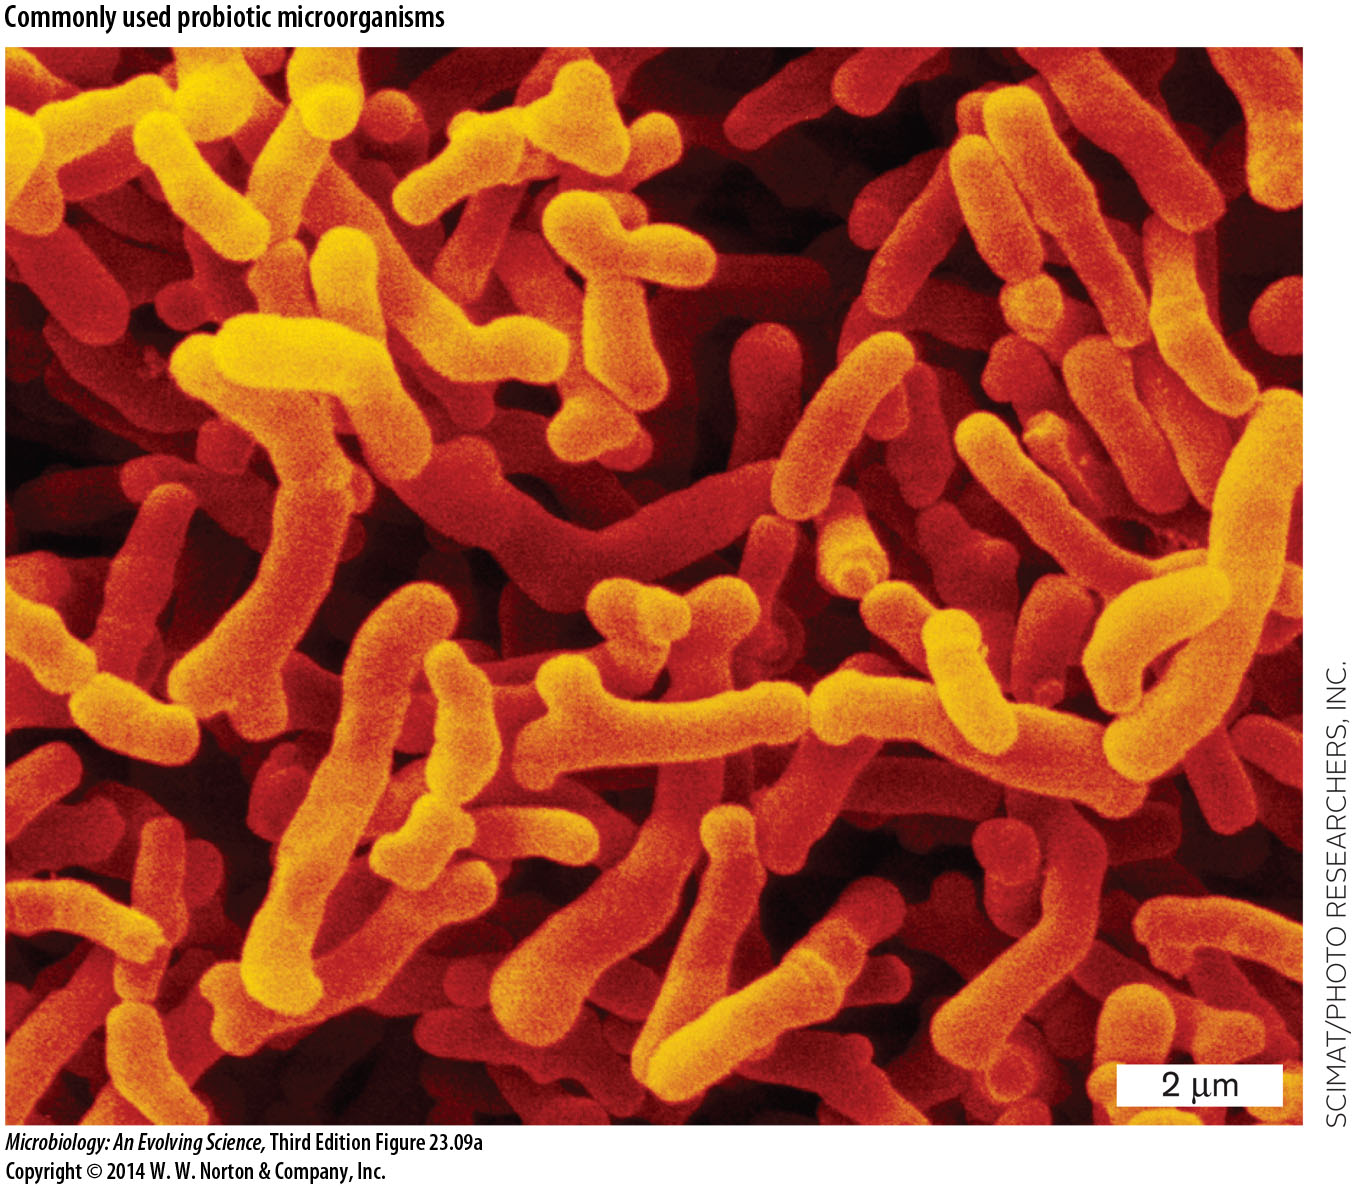 Commonly used probiotic microorganisms
2 µm
SCIMAT/PHOTO RESEARCHERS, INC.
Microbiology: An Evolving Science, Third Edition Figure 23.09a
Copyright © 2014 W. W. Norton & Company, Inc.